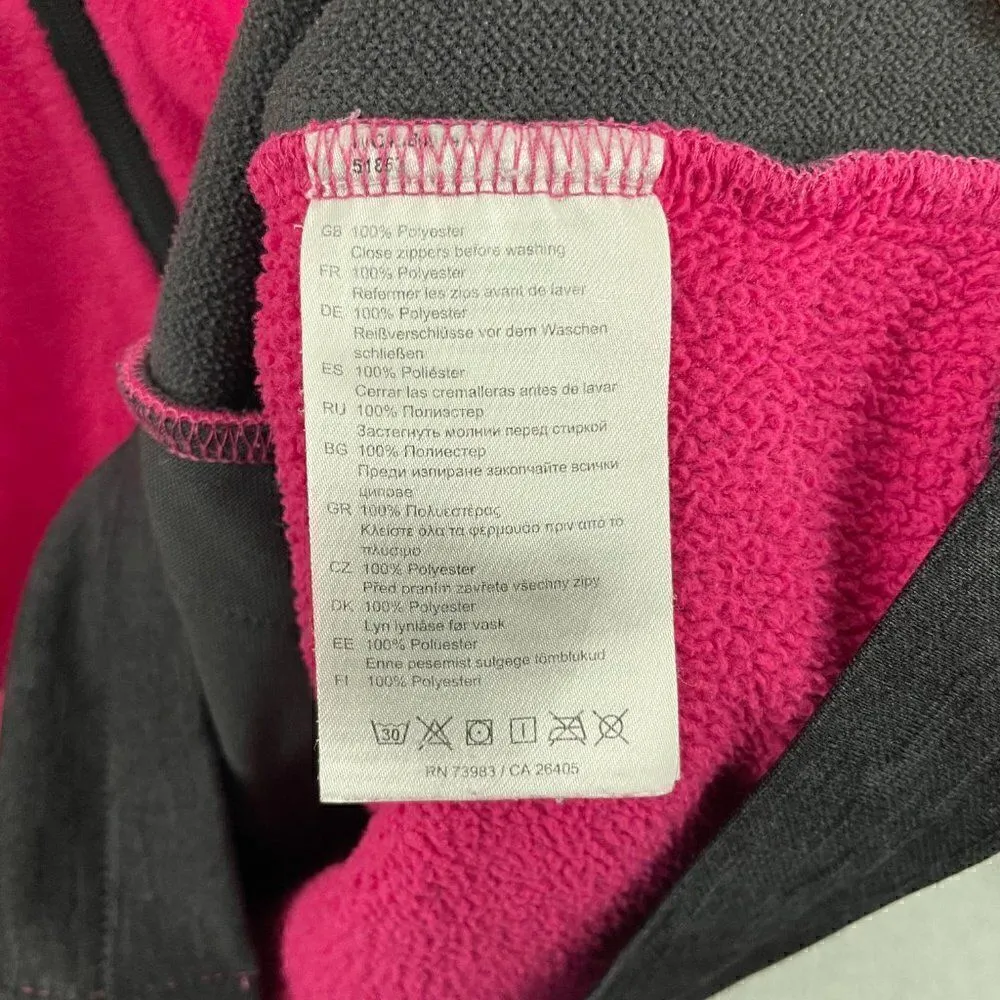 5186
GB 100% Polyester
Close zippers before washing
FR 100% Polyester
Refermer les zips avant de laver
DE 100% Polyester
Reißverschlüsse vor dem Waschen
schließen
ES 100% Poliéster
Cerrar las cremalleras antes de lavar
RU 100% Полиэстер
Застегнуть молнии перед стиркой
BG 100% Полиестер
Преди изпиране закопчайте всички
ципове
GR 100% Πολυεστέρας
Κλείστε όλα τα φερμουάρ πριν από το
πλύσιμο
CZ 100% Polyester
Před praním zavřete všechny zipy
DK 100% Polyester
Lyn lynlåse før vask
EE 100% Polüester
Enne pesemist sulgege tõmblukud
FI 100% Polyesteri
30
RN 73983 / CA 26405